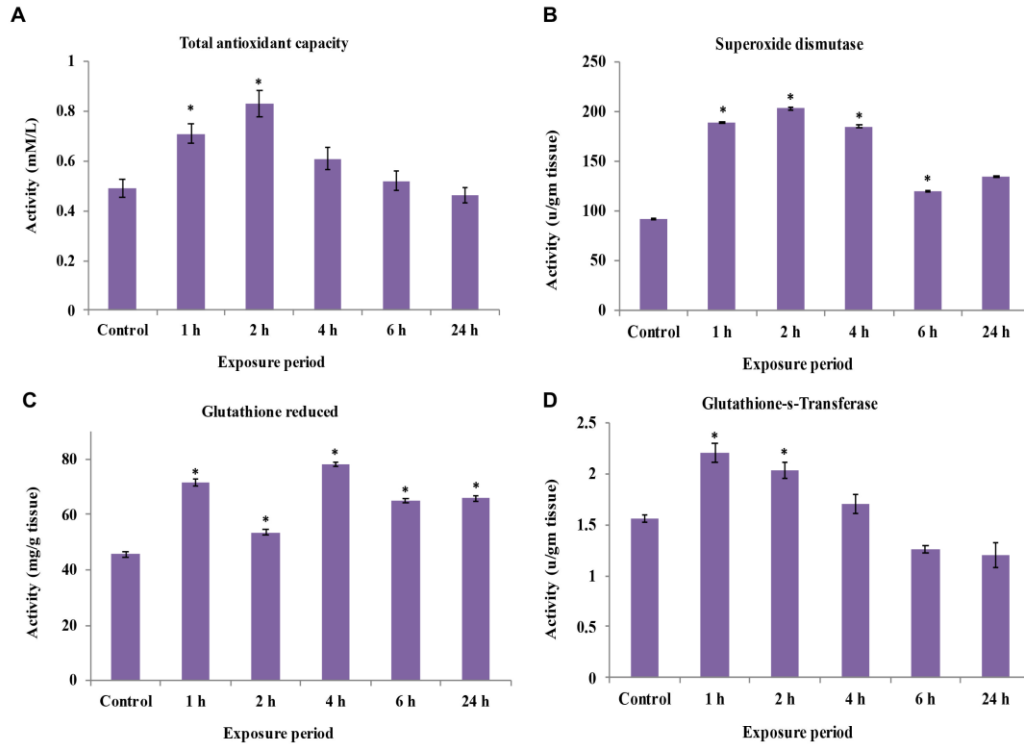 A
Total antioxidant capacity
Activity (mM/L)
1
0.8
0.6
0.4
0.2
0
* *
Control 1 h 2 h 4 h 6 h 24 h
Exposure period
B
Superoxide dismutase
Activity (u/gm tissue)
250
200
150
100
50
0
* * * *
Control 1 h 2 h 4 h 6 h 24 h
Exposure period
C
Glutathione reduced
Activity (mg/g tissue)
80
60
40
20
0
* * * * *
Control 1 h 2 h 4 h 6 h 24 h
Exposure period
D
Glutathione-s-Transferase
Activity (u/gm tissue)
2.5
2
1.5
1
0.5
0
* *
Control 1 h 2 h 4 h 6 h 24 h
Exposure period